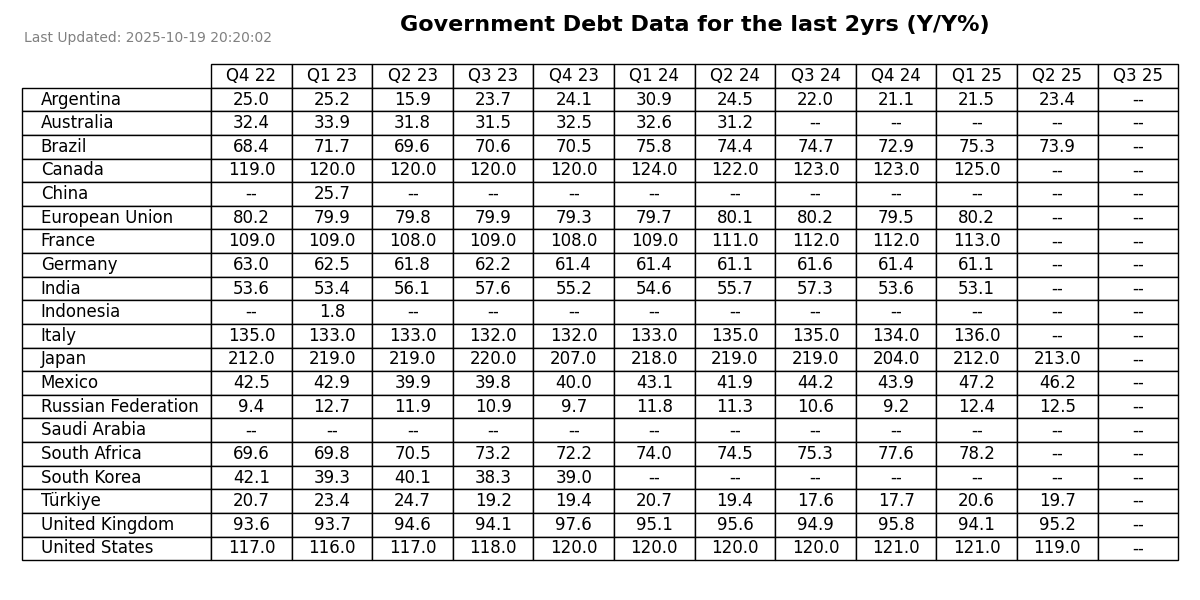 Government Debt Data for the last 2yrs (Y/Y%)
Last Updated: 2025-10-19 20:20:02
Q4 22 Q1 23 Q2 23 Q3 23 Q4 23 Q1 24 Q2 24 Q3 24 Q4 24 Q1 25 Q2 25 Q3 25
Argentina 25.0 25.2 15.9 23.7 24.1 30.9 24.5 22.0 21.1 21.5 23.4 --
Australia 32.4 33.9 31.8 31.5 32.5 32.6 31.2 -- -- -- -- --
Brazil 68.4 71.7 69.6 70.6 70.5 75.8 74.4 74.7 72.9 75.3 73.9 --
Canada 119.0 120.0 120.0 120.0 120.0 124.0 122.0 123.0 123.0 125.0 -- --
China -- 25.7 -- -- -- -- -- -- -- -- -- --
European Union 80.2 79.9 79.8 79.9 79.3 79.7 80.1 80.2 79.5 80.2 -- --
France 109.0 109.0 108.0 109.0 108.0 109.0 111.0 112.0 112.0 113.0 -- --
Germany 63.0 62.5 61.8 62.2 61.4 61.4 61.1 61.6 61.4 61.1 -- --
India 53.6 53.4 56.1 57.6 55.2 54.6 55.7 57.3 53.6 53.1 -- --
Indonesia -- 1.8 -- -- -- -- -- -- -- -- -- --
Italy 135.0 133.0 133.0 132.0 132.0 133.0 135.0 135.0 134.0 136.0 -- --
Japan 212.0 219.0 219.0 220.0 207.0 218.0 219.0 219.0 204.0 212.0 213.0 --
Mexico 42.5 42.9 39.9 39.8 40.0 43.1 41.9 44.2 43.9 47.2 46.2 --
Russian Federation 9.4 12.7 11.9 10.9 9.7 11.8 11.3 10.6 9.2 12.4 12.5 --
Saudi Arabia -- -- -- -- -- -- -- -- -- -- -- --
South Africa 69.6 69.8 70.5 73.2 72.2 74.0 74.5 75.3 77.6 78.2 -- --
South Korea 42.1 39.3 40.1 38.3 39.0 -- -- -- -- -- -- --
Türkiye 20.7 23.4 24.7 19.2 19.4 20.7 19.4 17.6 17.7 20.6 19.7 --
United Kingdom 93.6 93.7 94.6 94.1 97.6 95.1 95.6 94.9 95.8 94.1 95.2 --
United States 117.0 116.0 117.0 118.0 120.0 120.0 120.0 120.0 121.0 121.0 119.0 --